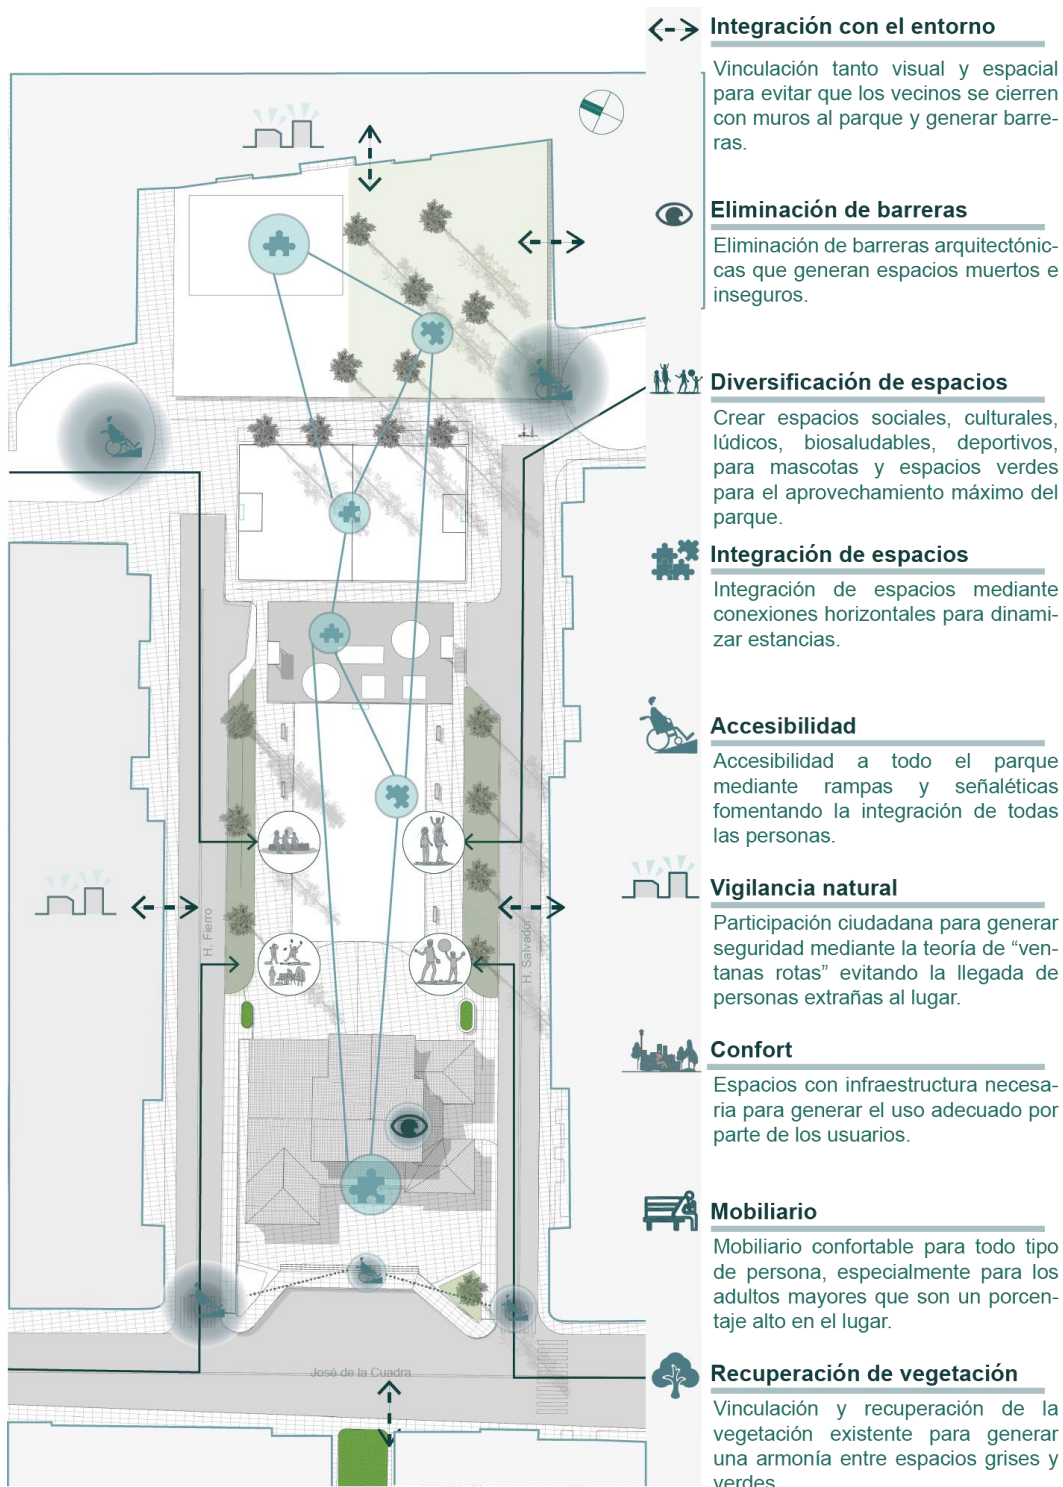 Integración con el entorno
Vinculación tanto visual y espacial
para evitar que los vecinos se cierren
con muros al parque y generar barre-
ras.
Eliminación de barreras
Eliminación de barreras arquitectónic-
cas que generan espacios muertos e
inseguros.
Diversificación de espacios
Crear espacios sociales, culturales,
lúdicos, biosaludables, deportivos,
para mascotas y espacios verdes
para el aprovechamiento máximo del
parque.
Integración de espacios
Integración de espacios mediante
conexiones horizontales para dinami-
zar estancias.
Accesibilidad
Accesibilidad a todo el parque
mediante rampas y señaléticas
fomentando la integración de todas
las personas.
Vigilancia natural
Participación ciudadana para generar
seguridad mediante la teoría de “ven-
tanas rotas” evitando la llegada de
personas extrañas al lugar.
Confort
Espacios con infraestructura necesa-
ria para generar el uso adecuado por
parte de los usuarios.
Mobiliario
Mobiliario confortable para todo tipo
de persona, especialmente para los
adultos mayores que son un porcen-
taje alto en el lugar.
Recuperación de vegetación
Vinculación y recuperación de la
vegetación existente para generar
una armonía entre espacios grises y
verdes
H. Fierro
H. Salvador
José de la Cuadra